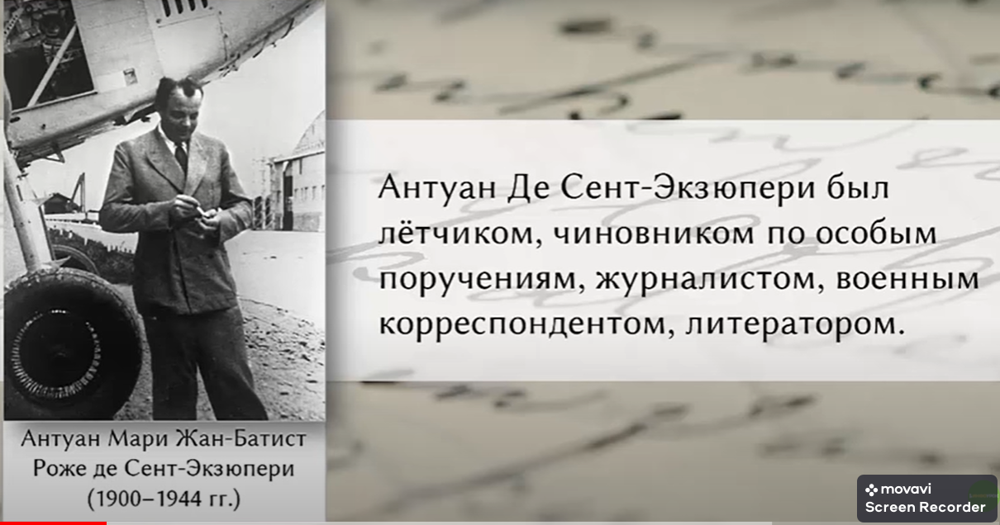 Антуан Де Сент-Экзюпери был
лётчиком, чиновником по особым
поручениям, журналистом, военным
корреспондентом, литератором.
Антуан Мари Жан-Батист
Роже де Сент-Экзюпери
(1900–1944 гг.)
movavi
Screen Recorder